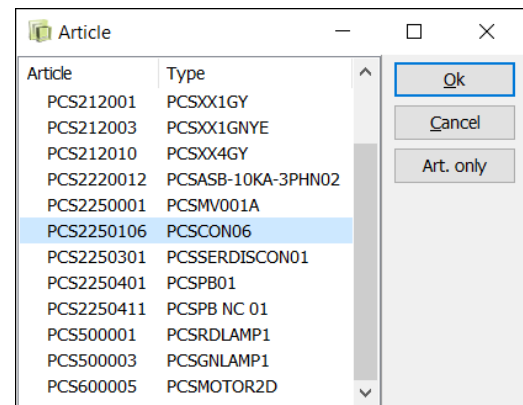 Article
Article Type
PCS212001 PCSXX1GY
PCS212003 PCSXX1GNYE
PCS212010 PCSXX4GY
PCS2220012 PCSASB-10KA-3PHN02
PCS2250001 PCSMV001A
PCS2250106 PCSCON06
PCS2250301 PCSSERDISCON01
PCS2250401 PCSPB01
PCS2250411 PCSPB NC 01
PCS500001 PCSRDLAMP1
PCS500003 PCSGNLAMP1
PCS600005 PCSMOTOR2D
Ok
Cancel
Art. only